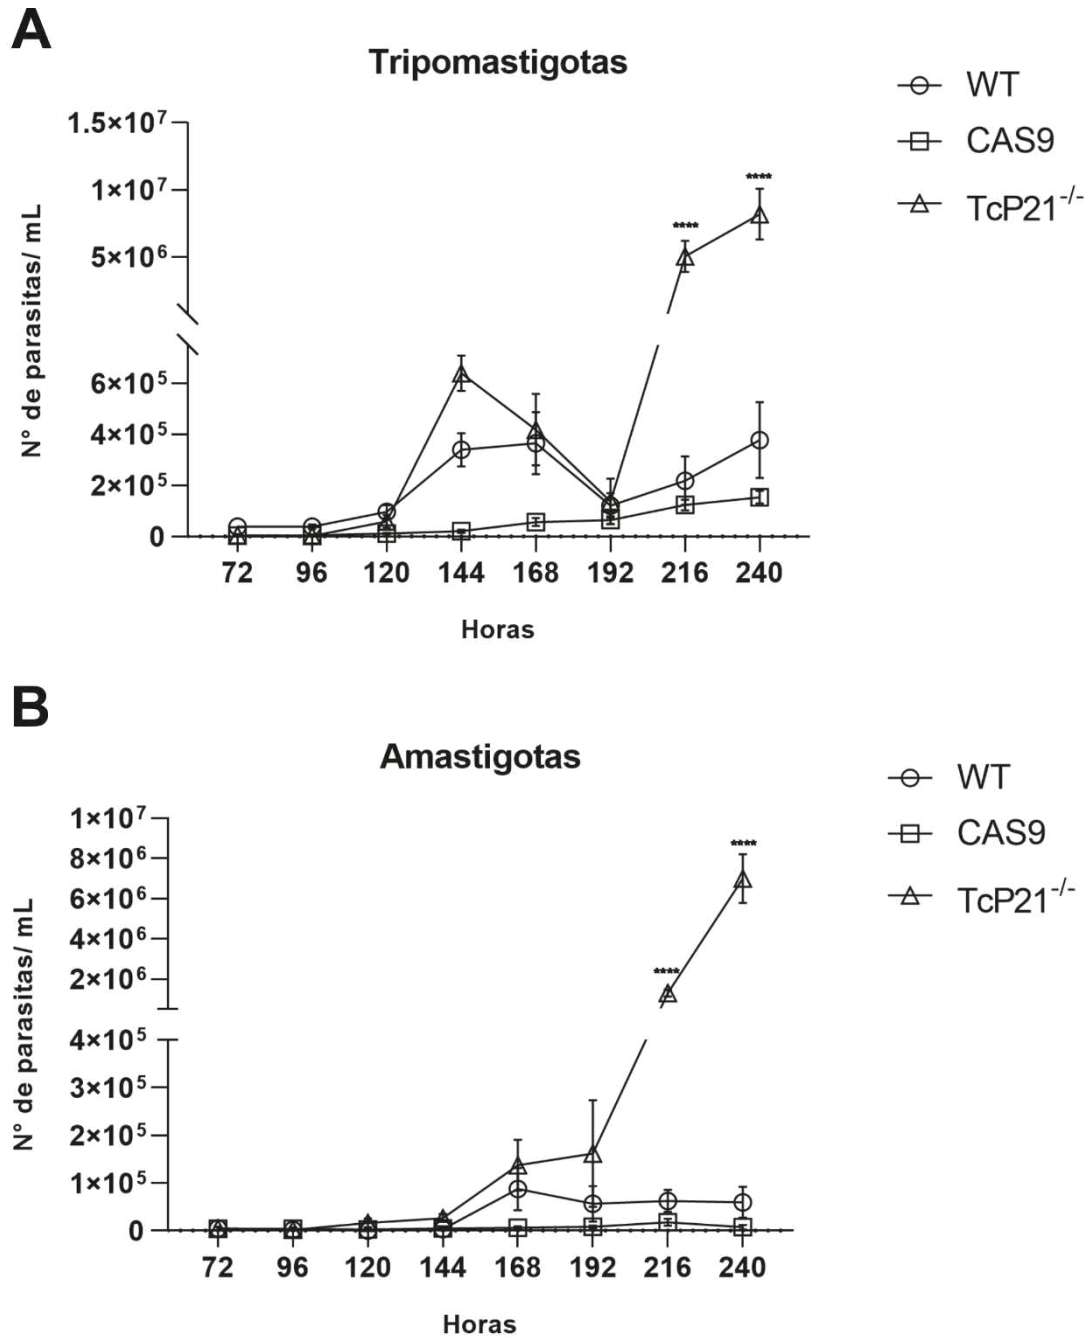 A
Tripomastigotas
WT
CAS9
TcP21-/-
1.5×10⁷
1×10⁷
5×10⁶
6×10⁵
4×10⁵
2×10⁵
0
N° de parasitas/ mL
**** ****
72 96 120 144 168 192 216 240
Horas
B
Amastigotas
WT
CAS9
TcP21-/-
1×10⁷
8×10⁶
6×10⁶
4×10⁶
2×10⁶
4×10⁵
3×10⁵
2×10⁵
1×10⁵
0
N° de parasitas/ mL
**** ****
72 96 120 144 168 192 216 240
Horas